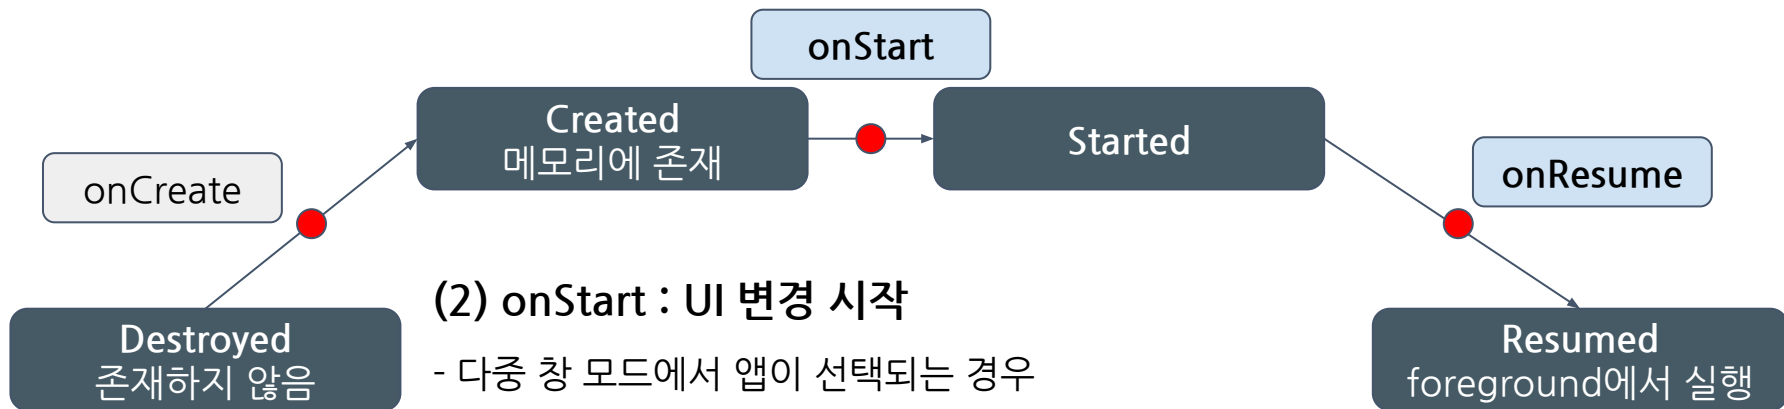 onStart
Created
메모리에 존재
Started
onCreate
onResume
(2) onStart : UI 변경 시작
- 다중 창 모드에서 앱이 선택되는 경우
Destroyed
존재하지 않음
Resumed
foreground에서 실행